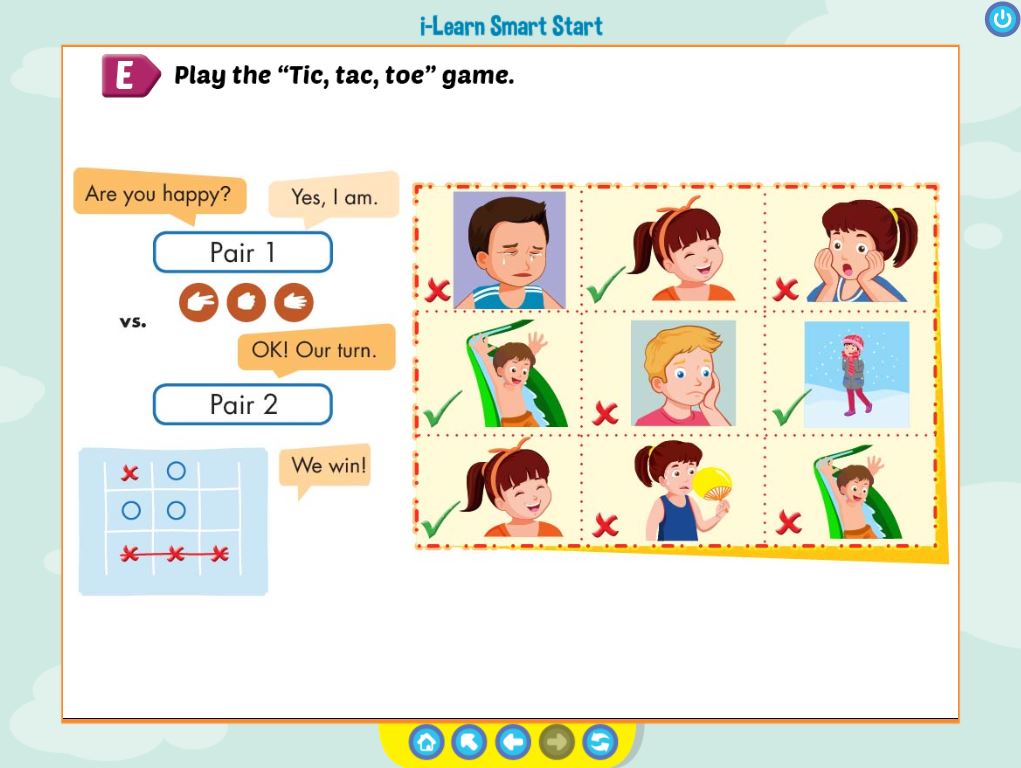 i-Learn Smart Start
E Play the “Tic, tac, toe” game.
Are you happy?
Yes, I am.
Pair 1
vs.
OK! Our turn.
Pair 2
We win!